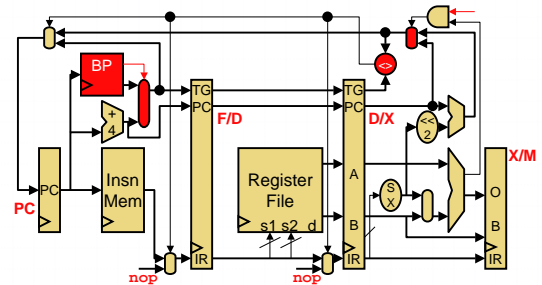 BP
<>
+
4
TG
PC
F/D
TG
PC
D/X
<<
2
X/M
PC
PC
Insn
Mem
Register
File
s1 s2 d
A
B
S
X
O
B
IR
IR
IR
nop
nop